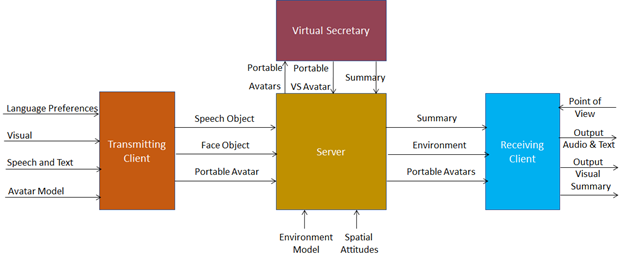 Virtual Secretary
Portable
Avatars
Portable
VS Avatar
Summary
Language Preferences
Visual
Speech and Text
Avatar Model
Transmitting
Client
Speech Object
Face Object
Portable Avatar
Server
Summary
Environment
Portable Avatars
Receiving
Client
Point of
View
Output
Audio & Text
Output
Visual
Summary
Environment
Model
Spatial
Attitudes